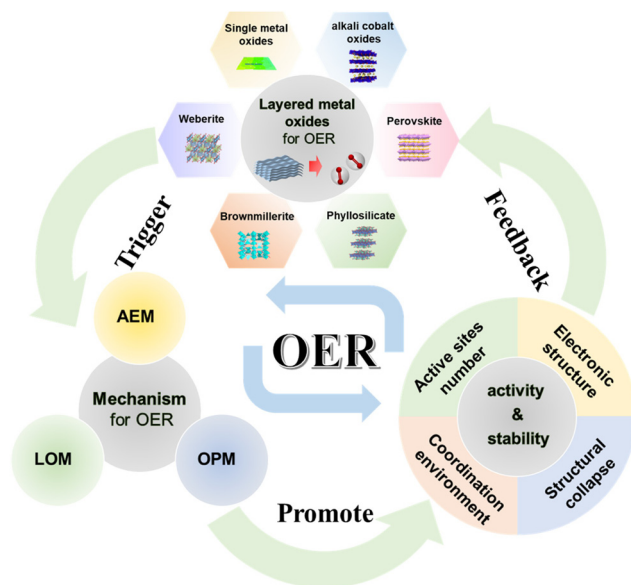 Single metal
oxides
alkali cobalt
oxides
Weberite
Layered metal
oxides
for OER
Perovskite
Brownmillerite
Phyllosilicate
Trigger
Feedback
AEM
Mechanism
for OER
LOM
OPM
OER
Active sites
number
Electronic
structure
activity
&
stability
Coordination
environment
Structural
collapse
Promote